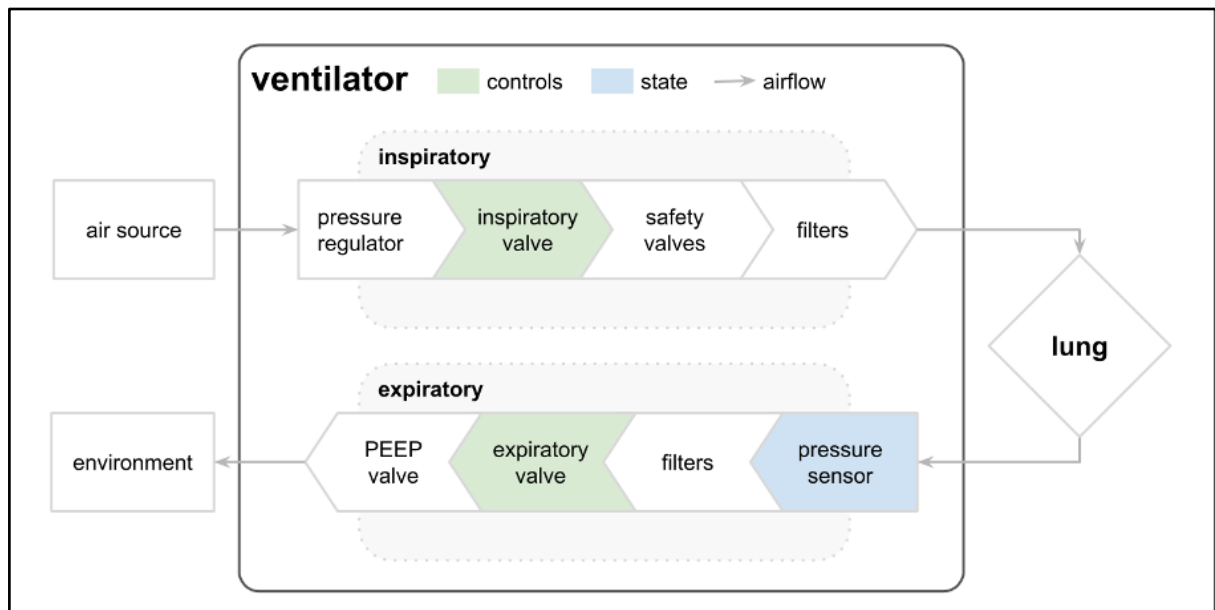 ventilator controls state airflow
inspiratory
air source
pressure
regulator
inspiratory
valve
safety
valves
filters
lung
expiratory
environment
PEEP
valve
expiratory
valve
filters
pressure
sensor